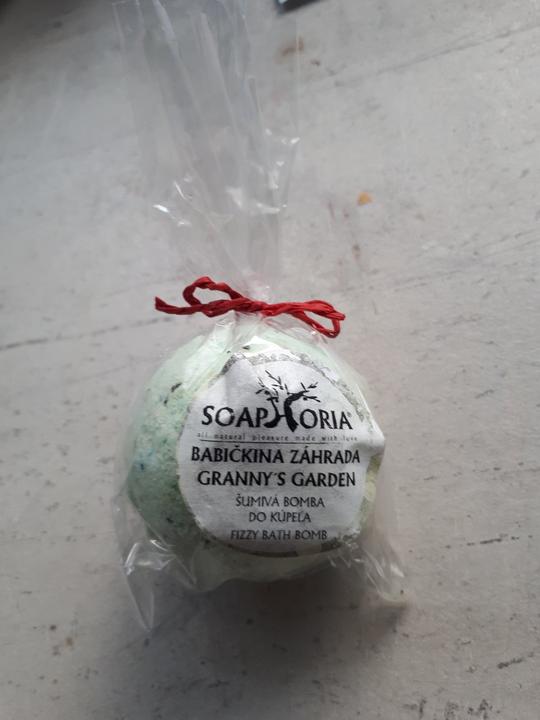 SOAPHORIA®
all natural pleasure made with love
BABIČKINA ZÁHRADA
GRANNY´S GARDEN
ŠUMIVÁ BOMBA
DO KÚPEĽA
FIZZY BATH BOMB